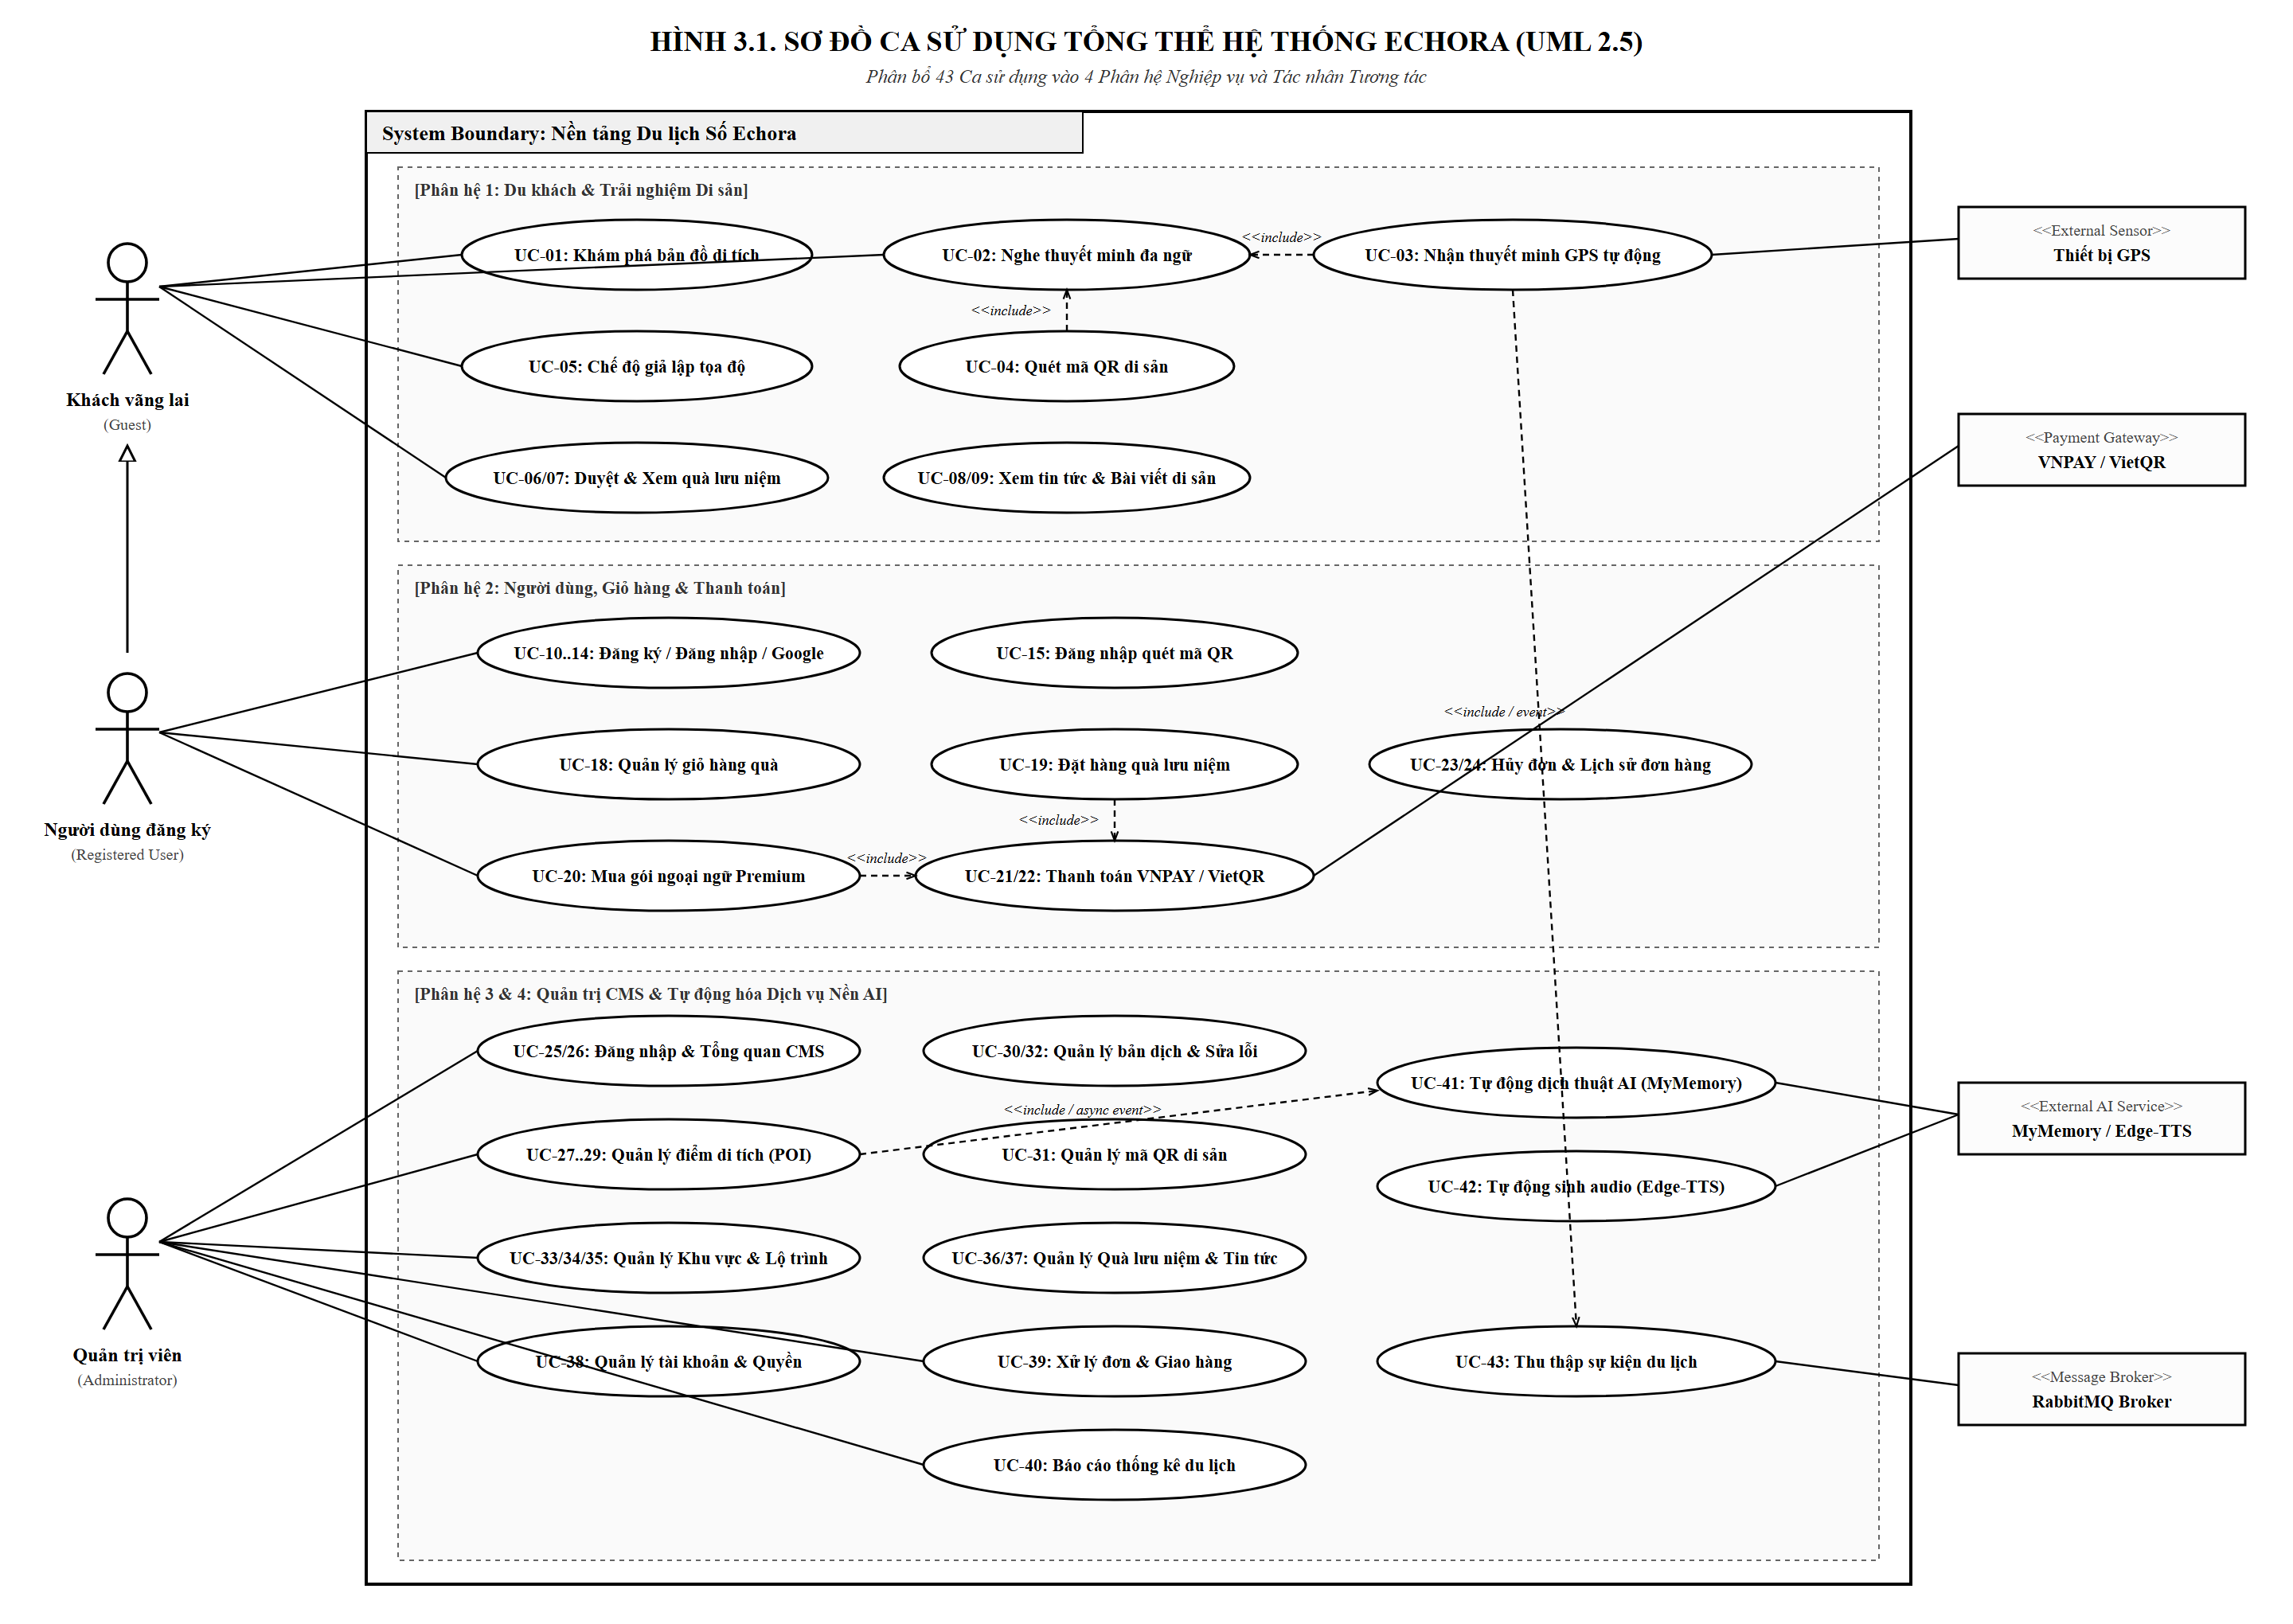 HÌNH 3.1. SƠ ĐỒ CA SỬ DỤNG TỔNG THỂ HỆ THỐNG ECHORA (UML 2.5)
Phân bổ 43 Ca sử dụng vào 4 Phân hệ Nghiệp vụ và Tác nhân Tương tác
System Boundary: Nền tảng Du lịch Số Echora
[Phân hệ 1: Du khách & Trải nghiệm Di sản]
UC-01: Khám phá bản đồ di tích
UC-02: Nghe thuyết minh đa ngữ
<<include>>
UC-03: Nhận thuyết minh GPS tự động
<<External Sensor>>
Thiết bị GPS
<<include>>
UC-05: Chế độ giả lập tọa độ
UC-04: Quét mã QR di sản
Khách vãng lai
(Guest)
<<Payment Gateway>>
VNPAY / VietQR
UC-06/07: Duyệt & Xem quà lưu niệm
UC-08/09: Xem tin tức & Bài viết di sản
[Phân hệ 2: Người dùng, Giỏ hàng & Thanh toán]
UC-10..14: Đăng ký / Đăng nhập / Google
UC-15: Đăng nhập quét mã QR
<<include / event>>
UC-18: Quản lý giỏ hàng quà
UC-19: Đặt hàng quà lưu niệm
UC-23/24: Hủy đơn & Lịch sử đơn hàng
Người dùng đăng ký
(Registered User)
<<include>>
<<include>>
UC-20: Mua gói ngoại ngữ Premium
UC-21/22: Thanh toán VNPAY / VietQR
[Phân hệ 3 & 4: Quản trị CMS & Tự động hóa Dịch vụ Nền AI]
UC-25/26: Đăng nhập & Tổng quan CMS
UC-30/32: Quản lý bản dịch & Sửa lỗi
UC-41: Tự động dịch thuật AI (MyMemory)
<<include / async event>>
<<External AI Service>>
MyMemory / Edge-TTS
UC-27..29: Quản lý điểm di tích (POI)
UC-31: Quản lý mã QR di sản
UC-42: Tự động sinh audio (Edge-TTS)
UC-33/34/35: Quản lý Khu vực & Lộ trình
UC-36/37: Quản lý Quà lưu niệm & Tin tức
Quản trị viên
(Administrator)
UC-38: Quản lý tài khoản & Quyền
UC-39: Xử lý đơn & Giao hàng
UC-43: Thu thập sự kiện du lịch
<<Message Broker>>
RabbitMQ Broker
UC-40: Báo cáo thống kê du lịch